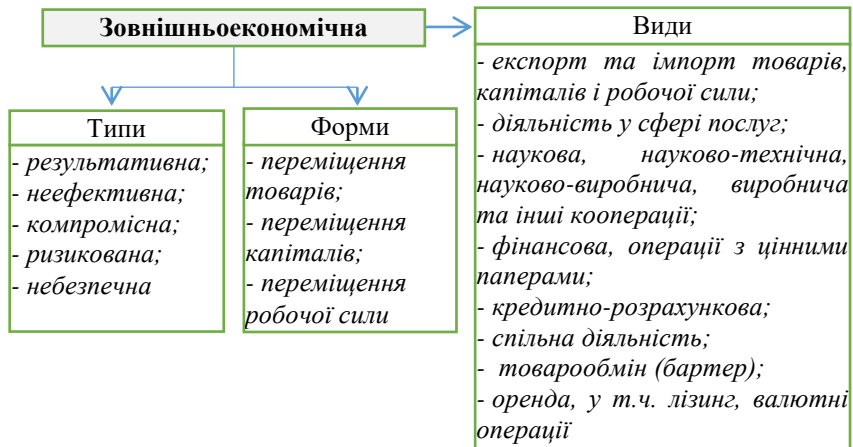 Зовнішньоекономічна
Типи
- результативна;
- неефективна;
- компромісна;
- ризикована;
- небезпечна
Форми
- переміщення
товарів;
- переміщення
капіталів;
- переміщення
робочої сили
Види
- експорт та імпорт товарів,
капіталів і робочої сили;
- діяльність у сфері послуг;
- наукова, науково-технічна,
науково-виробнича, виробнича
та інші кооперації;
- фінансова, операції з цінними
паперами;
- кредитно-розрахункова;
- спільна діяльність;
- товарообмін (бартер);
- оренда, у т.ч. лізинг, валютні
операції